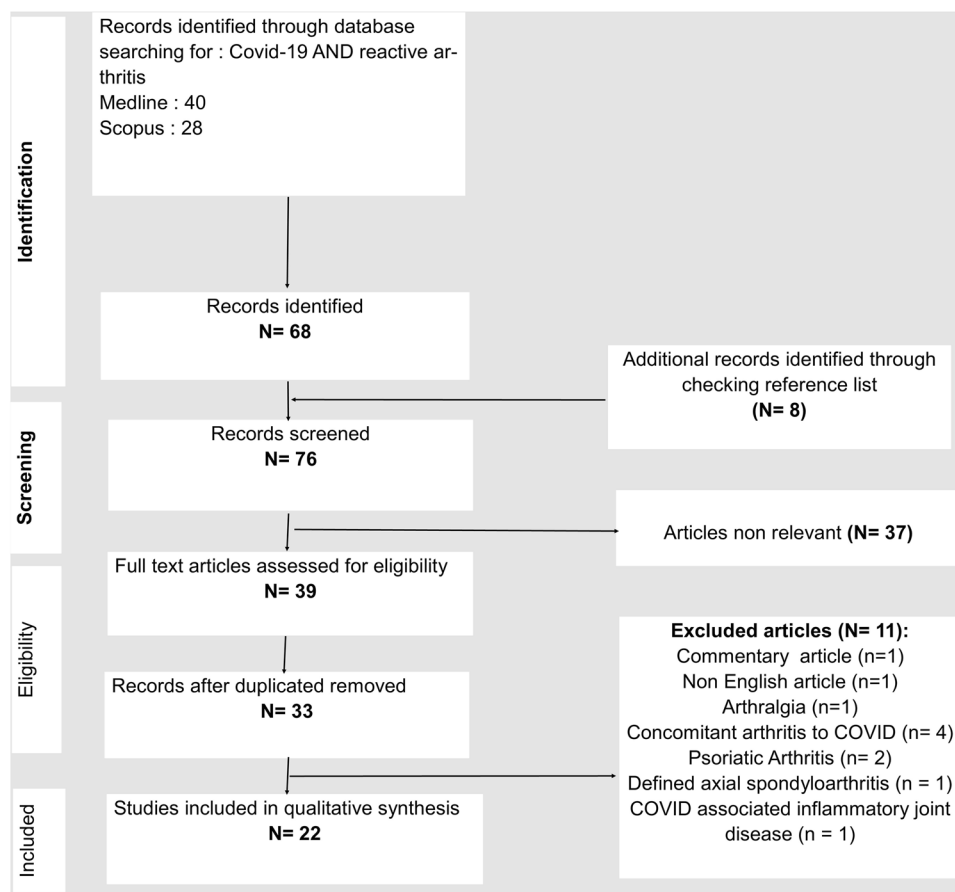 Identification
Records identified through database
searching for : Covid-19 AND reactive ar-
thritis
Medline : 40
Scopus : 28
Records identified
N= 68
Additional records identified through
checking reference list
(N= 8)
Screening
Records screened
N= 76
Articles non relevant (N= 37)
Eligibility
Full text articles assessed for eligibility
N= 39
Records after duplicated removed
N= 33
Excluded articles (N= 11):
Commentary article (n=1)
Non English article (n=1)
Arthralgia (n=1)
Concomitant arthritis to COVID (n= 4)
Psoriatic Arthritis (n= 2)
Defined axial spondyloarthritis (n = 1)
COVID associated inflammatory joint
disease (n = 1)
Included
Studies included in qualitative synthesis
N= 22